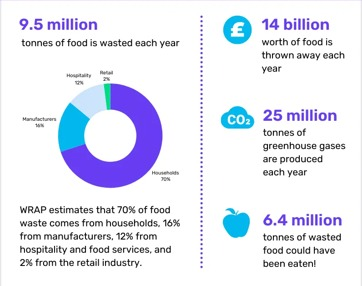 9.5 million
tonnes of food is wasted each year
Retail
2%
Hospitality
12%
Manufacturers
16%
Households
70%
WRAP estimates that 70% of food
waste comes from households, 16%
from manufacturers, 12% from
hospitality and food services, and
2% from the retail industry.
£
14 billion
worth of food is
thrown away each
year
CO₂
25 million
tonnes of
greenhouse gases
are produced
each year
6.4 million
tonnes of wasted
food could have
been eaten!